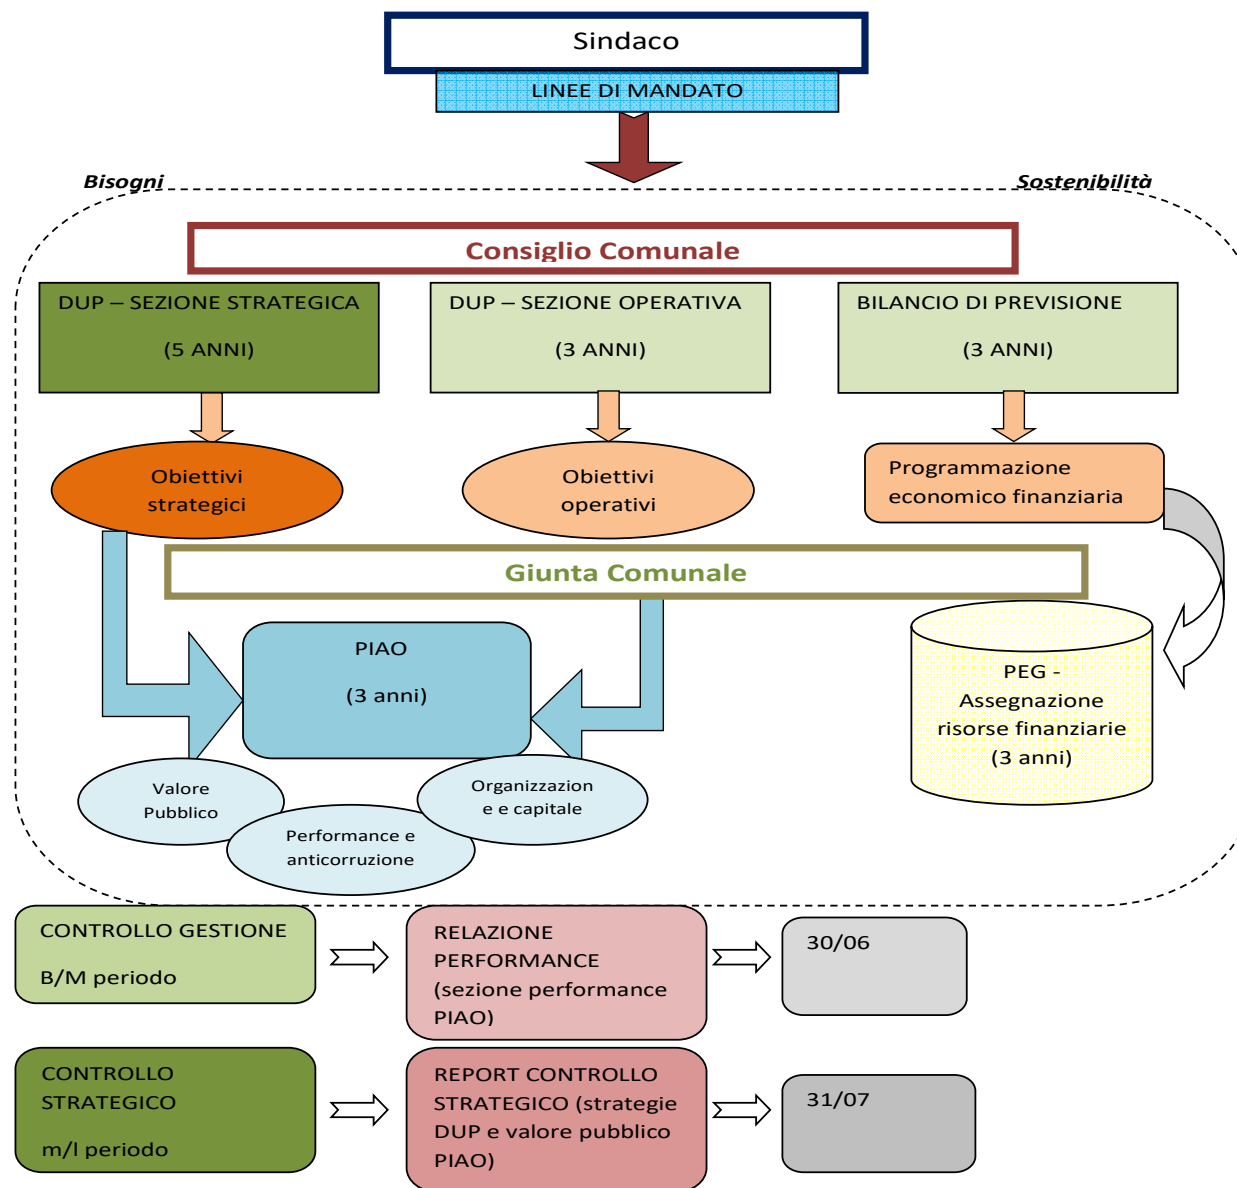 Sindaco
LINEE DI MANDATO
Bisogni
Sostenibilità
Consiglio Comunale
DUP – SEZIONE STRATEGICA
(5 ANNI)
DUP – SEZIONE OPERATIVA
(3 ANNI)
BILANCIO DI PREVISIONE
(3 ANNI)
Obiettivi
strategici
Obiettivi
operativi
Programmazione
economico finanziaria
Giunta Comunale
PIAO
(3 anni)
PEG -
Assegnazione
risorse finanziarie
(3 anni)
Valore
Pubblico
Performance e
anticorruzione
Organizzazion
e e capitale
CONTROLLO GESTIONE
B/M periodo
RELAZIONE
PERFORMANCE
(sezione performance
PIAO)
30/06
CONTROLLO
STRATEGICO
m/l periodo
REPORT CONTROLLO
STRATEGICO (strategie
DUP e valore pubblico
PIAO)
31/07